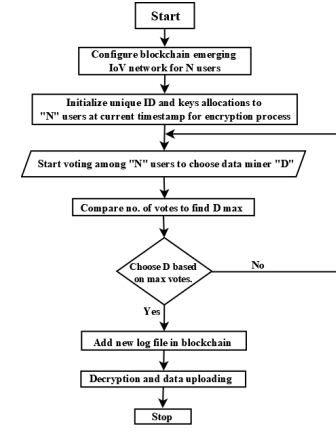 Start
Configure blockchain emerging
IoV network for N users
Initialize unique ID and keys allocations to
"N" users at current timestamp for encryption process
Start voting among "N" users to choose data miner "D"
Compare no. of votes to find D max
Choose D based
on max votes.
No
Yes
Add new log file in blockchain
Decryption and data uploading
Stop